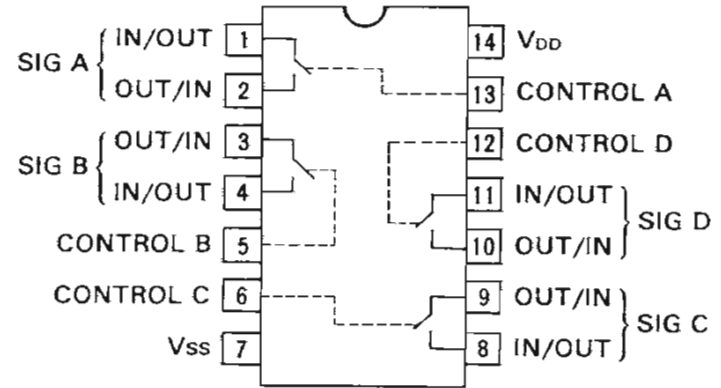 SIG A
IN/OUT 1
OUT/IN 2
SIG B
OUT/IN 3
IN/OUT 4
CONTROL B 5
CONTROL C 6
Vss 7
14 VDD
13 CONTROL A
12 CONTROL D
11 IN/OUT
10 OUT/IN
SIG D
9 OUT/IN
8 IN/OUT
SIG C